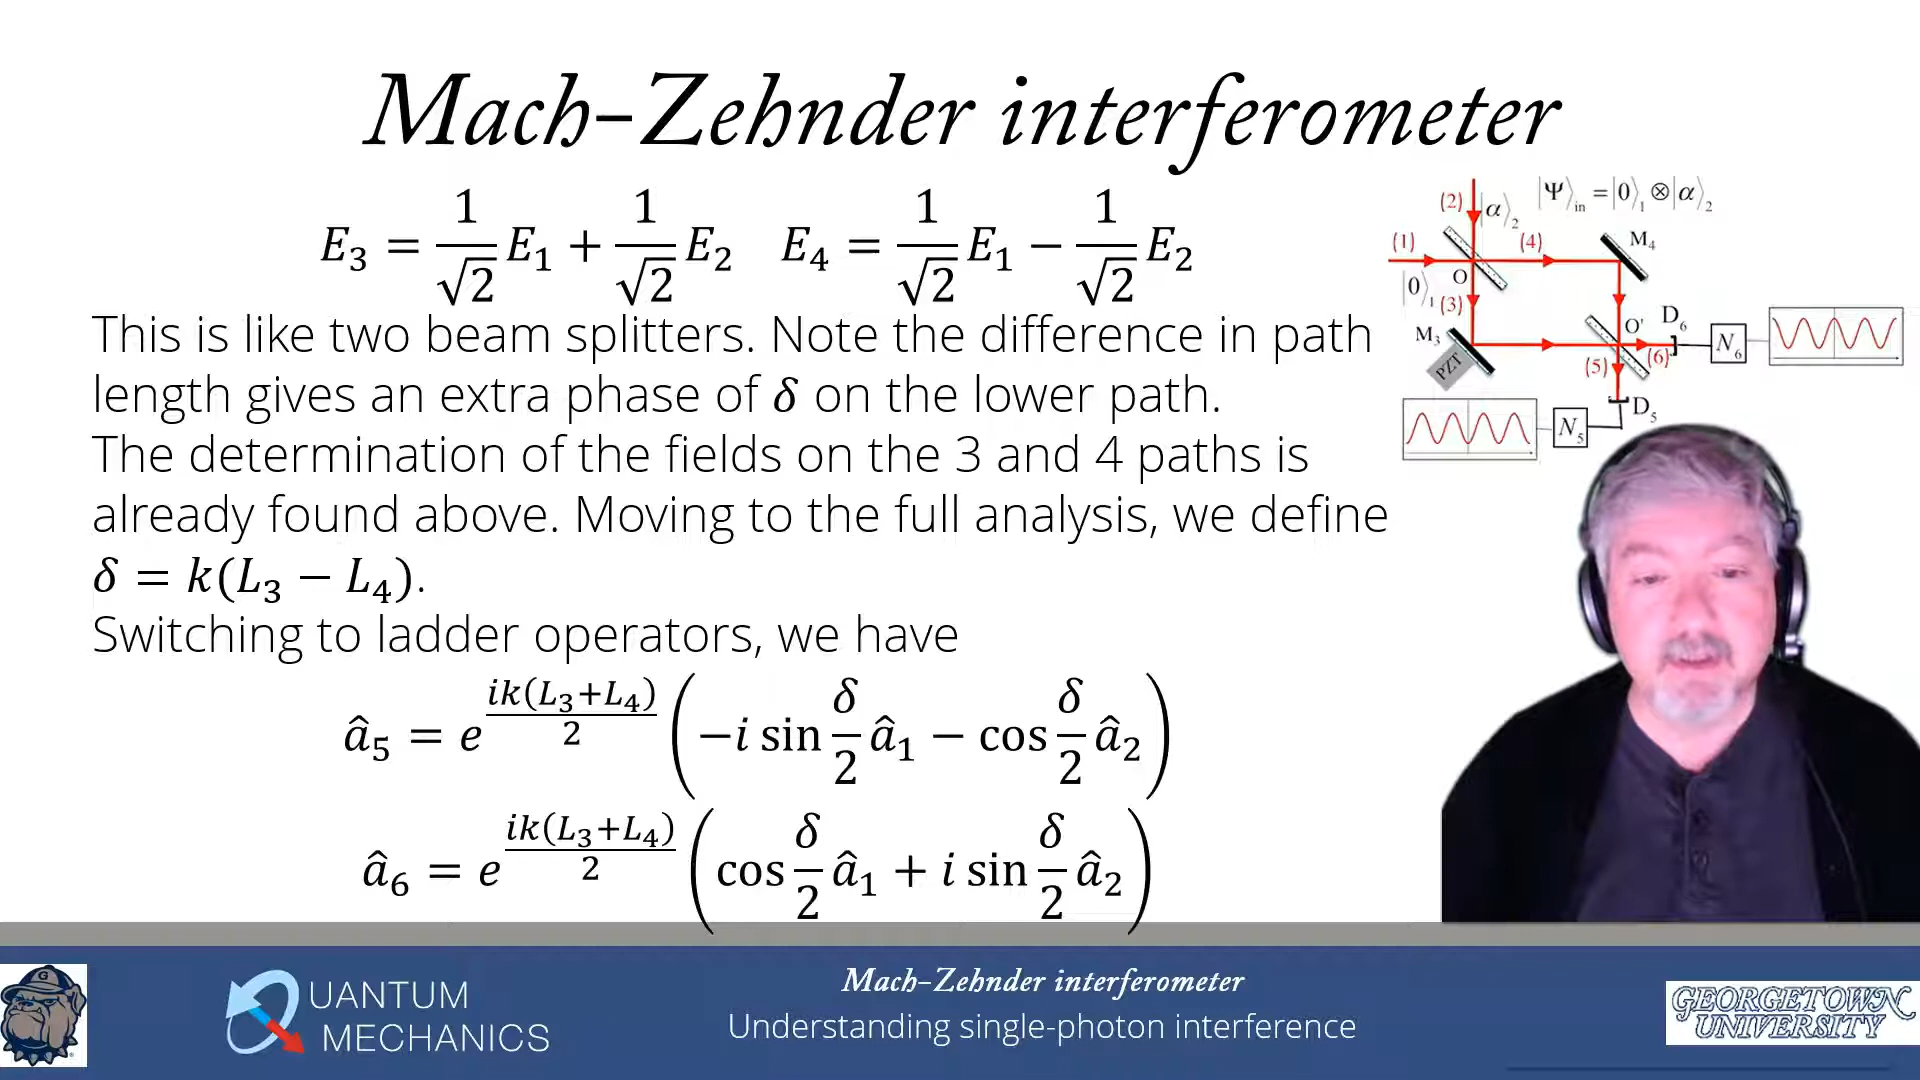 Mach-Zehnder interferometer
E₃ = 1/√2 E₁ + 1/√2 E₂   E₄ = 1/√2 E₁ − 1/√2 E₂
This is like two beam splitters. Note the difference in path
length gives an extra phase of δ on the lower path.
The determination of the fields on the 3 and 4 paths is
already found above. Moving to the full analysis, we define
δ = k(L₃ − L₄).
Switching to ladder operators, we have
â₅ = e^(ik(L₃+L₄)/2) (−i sin δ/2 â₁ − cos δ/2 â₂)
â₆ = e^(ik(L₃+L₄)/2) (cos δ/2 â₁ + i sin δ/2 â₂)
|Ψ⟩in = |0⟩₁ ⊗ |α⟩₂
(2)
|α⟩₂
(1)
(4)
M₄
O
|0⟩₁
(3)
M₃
PZT
O'
D₆
(5)
(6)
N₆
D₅
N₅
G
QUANTUM
MECHANICS
Mach-Zehnder interferometer
Understanding single-photon interference
GEORGETOWN
UNIVERSITY